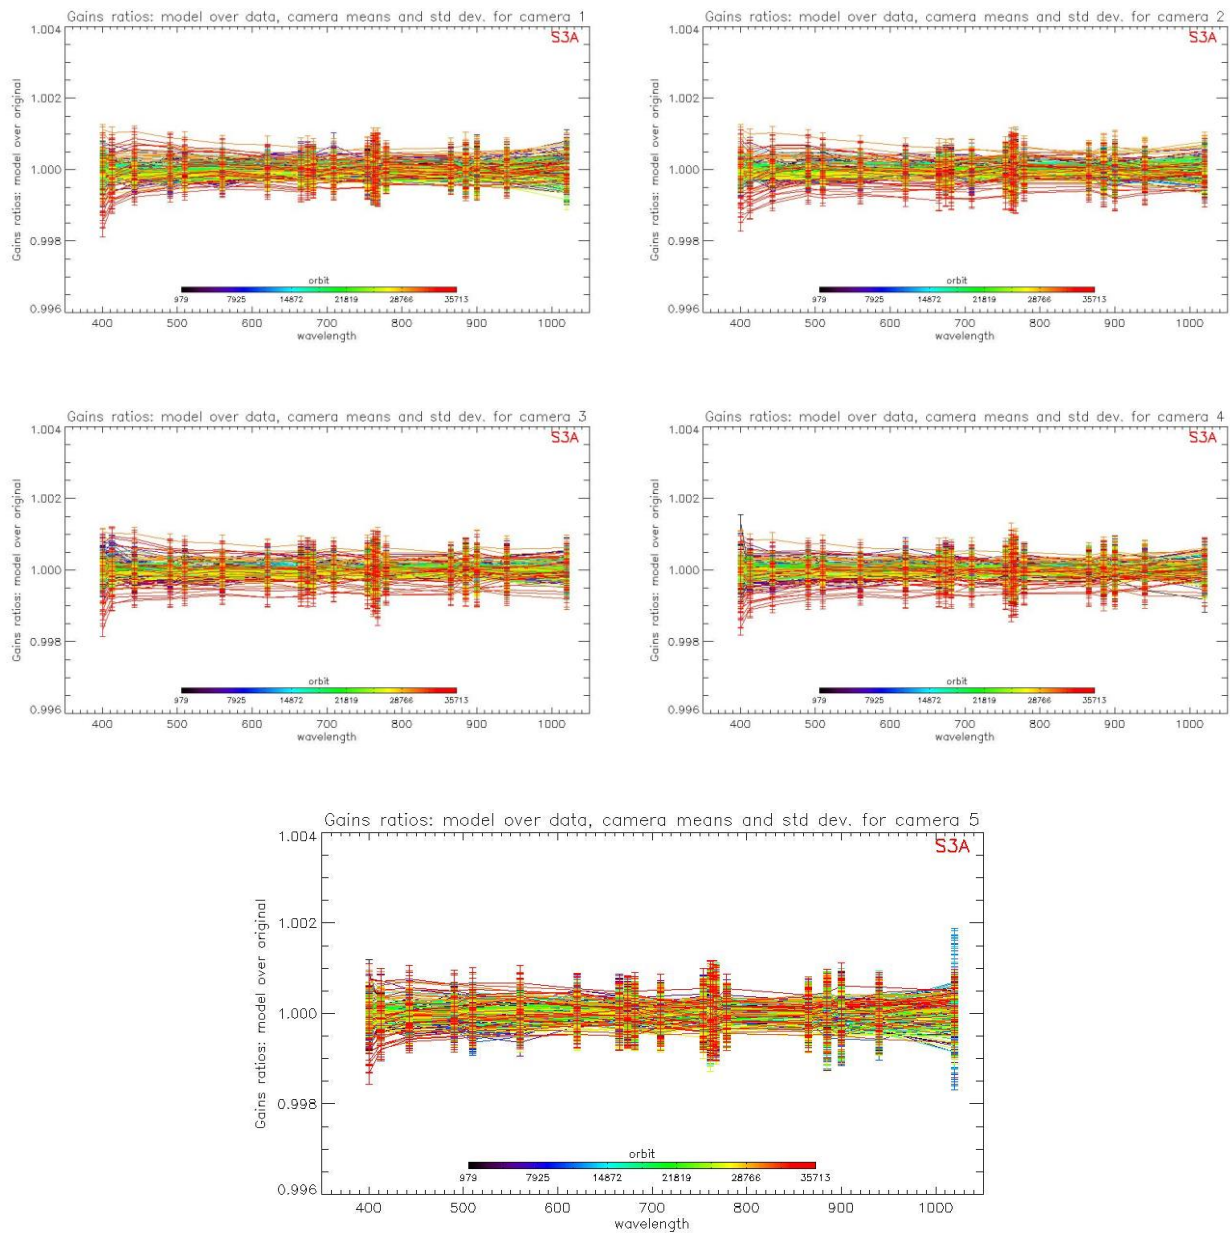 Gains ratios: model over data, camera means and std dev. for camera 1
S3A
1.004
1.002
1.000
0.998
0.996
Gains ratios: model over original
orbit
979 7925 14872 21819 28766 35713
400 500 600 700 800 900 1000
wavelength
Gains ratios: model over data, camera means and std dev. for camera 2
S3A
1.004
1.002
1.000
0.998
0.996
Gains ratios: model over original
orbit
979 7925 14872 21819 28766 35713
400 500 600 700 800 900 1000
wavelength
Gains ratios: model over data, camera means and std dev. for camera 3
S3A
1.004
1.002
1.000
0.998
0.996
Gains ratios: model over original
orbit
979 7925 14872 21819 28766 35713
400 500 600 700 800 900 1000
wavelength
Gains ratios: model over data, camera means and std dev. for camera 4
S3A
1.004
1.002
1.000
0.998
0.996
Gains ratios: model over original
orbit
979 7925 14872 21819 28766 35713
400 500 600 700 800 900 1000
wavelength
Gains ratios: model over data, camera means and std dev. for camera 5
S3A
1.004
1.002
1.000
0.998
0.996
Gains ratios: model over original
orbit
979 7925 14872 21819 28766 35713
400 500 600 700 800 900 1000
wavelength